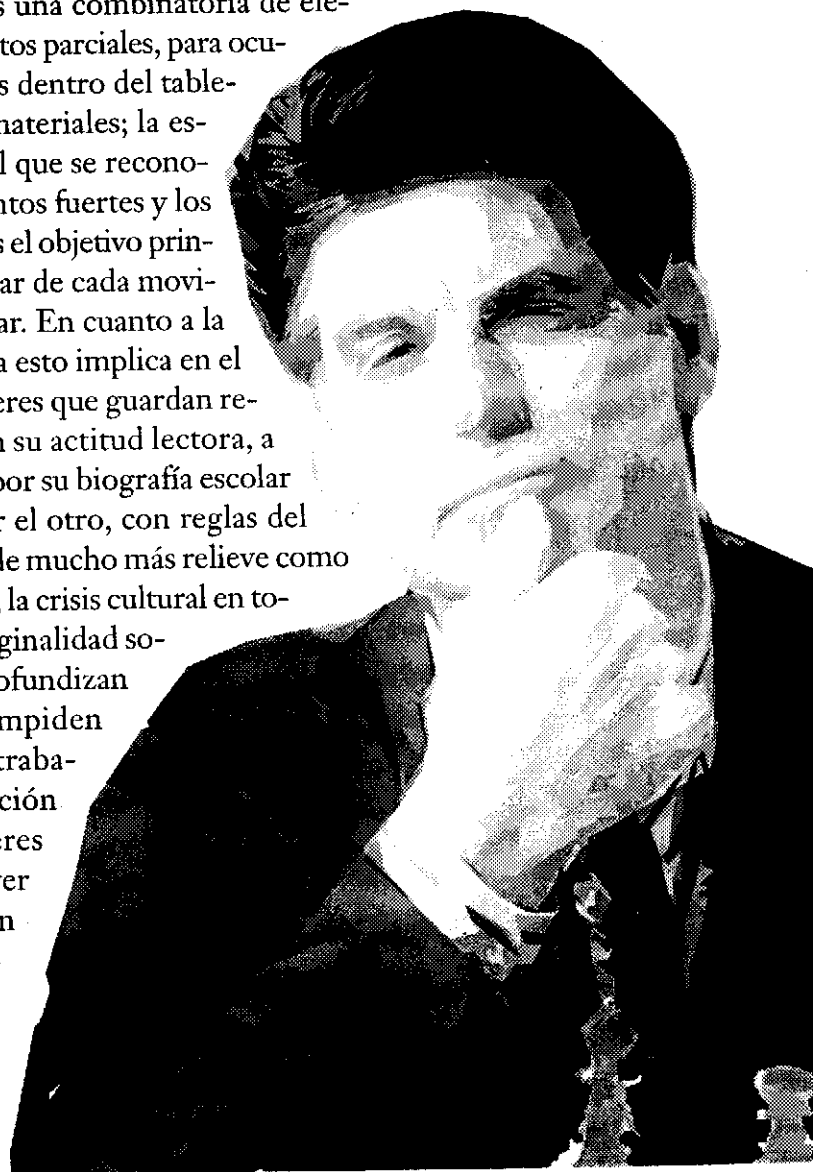 s una combinatoria de ele-
tos parciales, para ocu-
s dentro del table-
nateriales; la es-
l que se recono-
ntos fuertes y los
s el objetivo prin-
ar de cada movi-
ar. En cuanto a la
a esto implica en el
eres que guardan re-
n su actitud lectora, a
por su biografía escolar
r el otro, con reglas del
de mucho más relieve como
, la crisis cultural en to-
ginalidad so-
ofundizan
mpiden
traba-
ción
eres
er
n